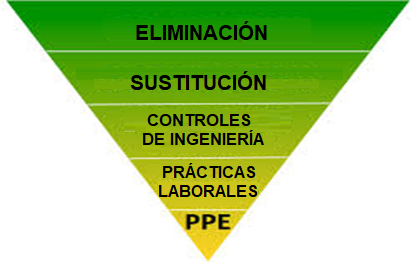 ELIMINACIÓN
SUSTITUCIÓN
CONTROLES
DE INGENIERÍA
PRÁCTICAS
LABORALES
PPE